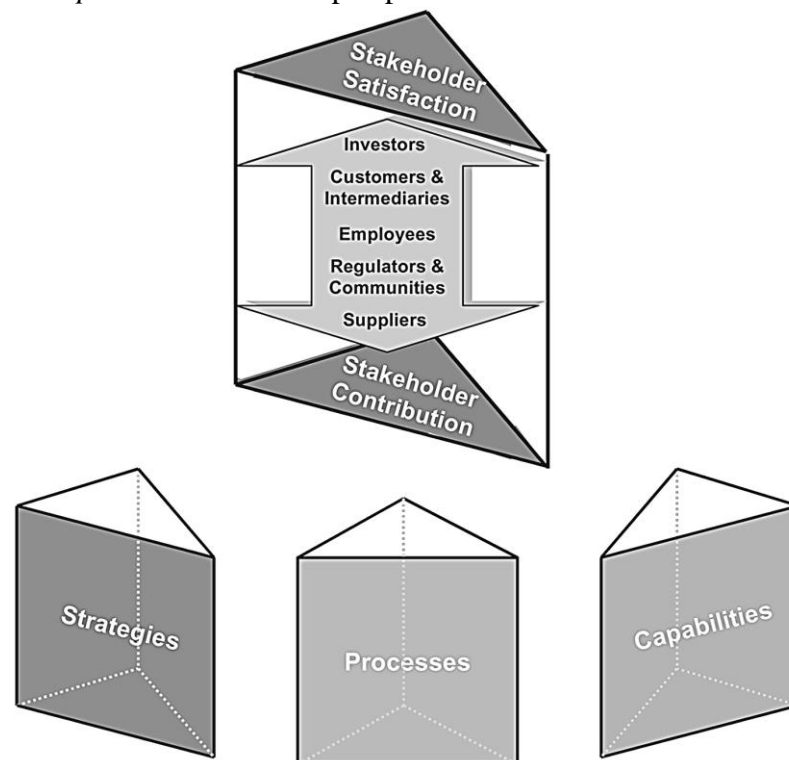 Stakeholder
Satisfaction
Investors
Customers &
Intermediaries
Employees
Regulators &
Communities
Suppliers
Stakeholder
Contribution
Strategies
Processes
Capabilities